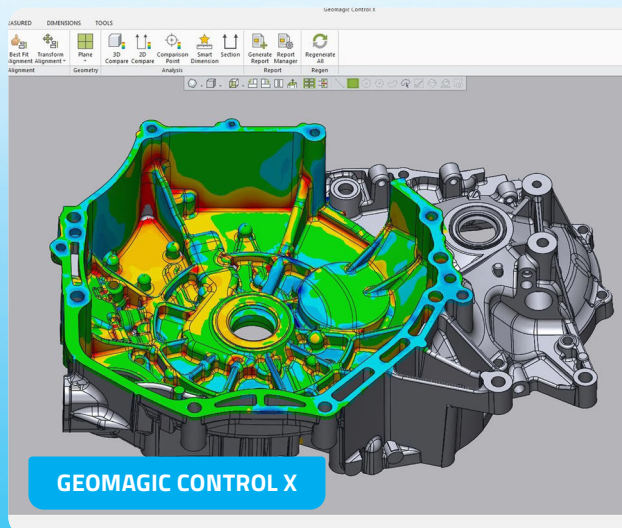 Geomagic Control X
EASURED DIMENSIONS TOOLS
Best Fit Transform Plane 3D 2D Comparison Smart Section Generate Report Regenerate
Alignment Alignment Compare Compare Point Dimension Report Manager All
Alignment Geometry Analysis Report Regen
GEOMAGIC CONTROL X